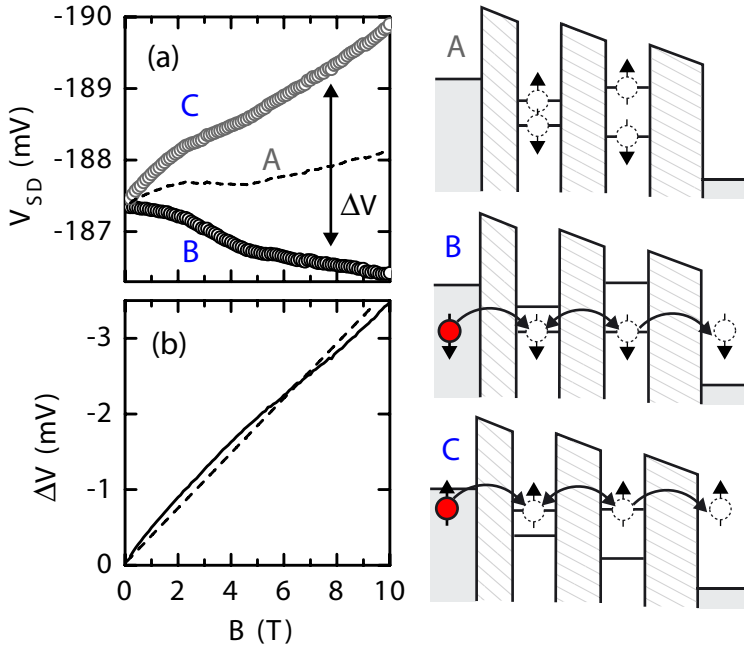 -190
-189
-188
-187
V_SD (mV)
(a)
C
A
B
ΔV
-3
-2
-1
0
ΔV (mV)
(b)
0 2 4 6 8 10
B (T)
A
B
C